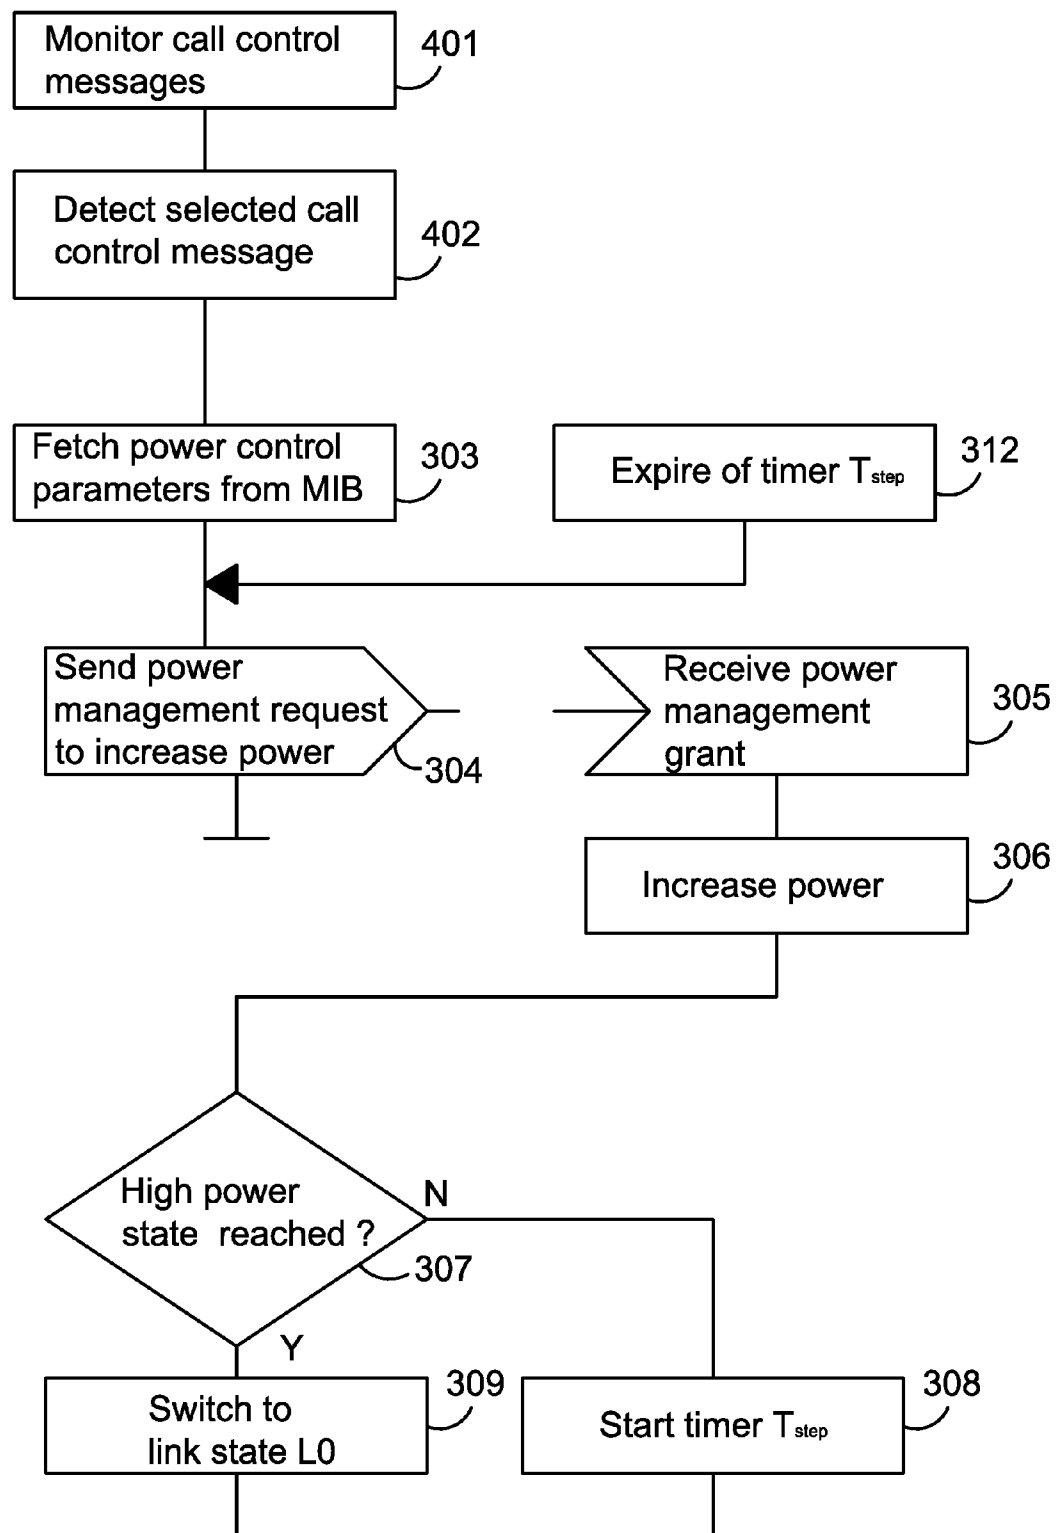 Monitor call control
messages
401
Detect selected call
control message
402
Fetch power control
parameters from MIB
303
Expire of timer Tstep
312
Send power
management request
to increase power
304
Receive power
management
grant
305
Increase power
306
High power
state reached ?
307
N
Y
Switch to
link state L0
309
Start timer Tstep
308